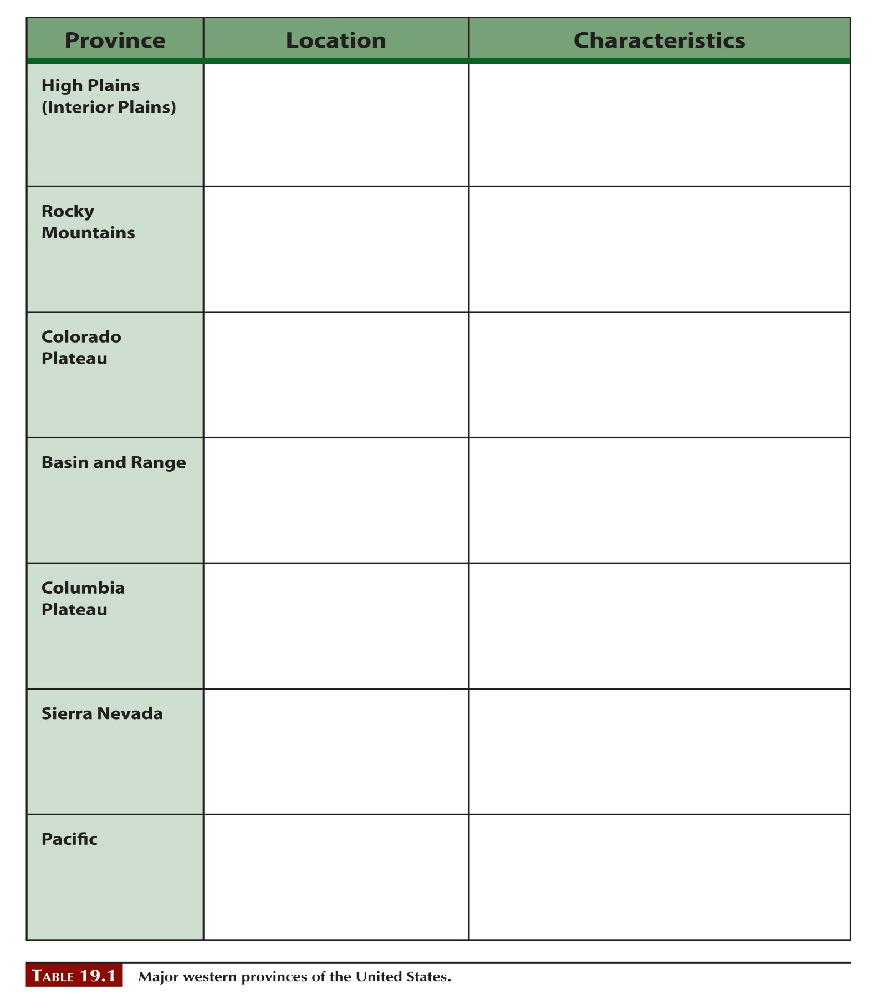 Province Location Characteristics
High Plains
(Interior Plains)
Rocky
Mountains
Colorado
Plateau
Basin and Range
Columbia
Plateau
Sierra Nevada
Pacific
TABLE 19.1 Major western provinces of the United States.